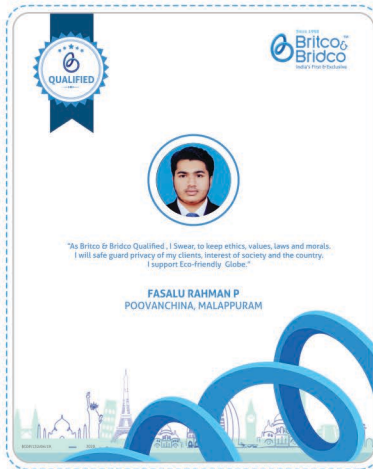 QUALIFIED
Since 1998
Britco&
Bridco
India's First & Exclusive
"As Britco & Bridco Qualified , I Swear, to keep ethics, values, laws and morals.
I will safe guard privacy of my clients, interest of society and the country.
I support Eco-friendly Globe."
FASALU RAHMAN P
POOVANCHINA, MALAPPURAM